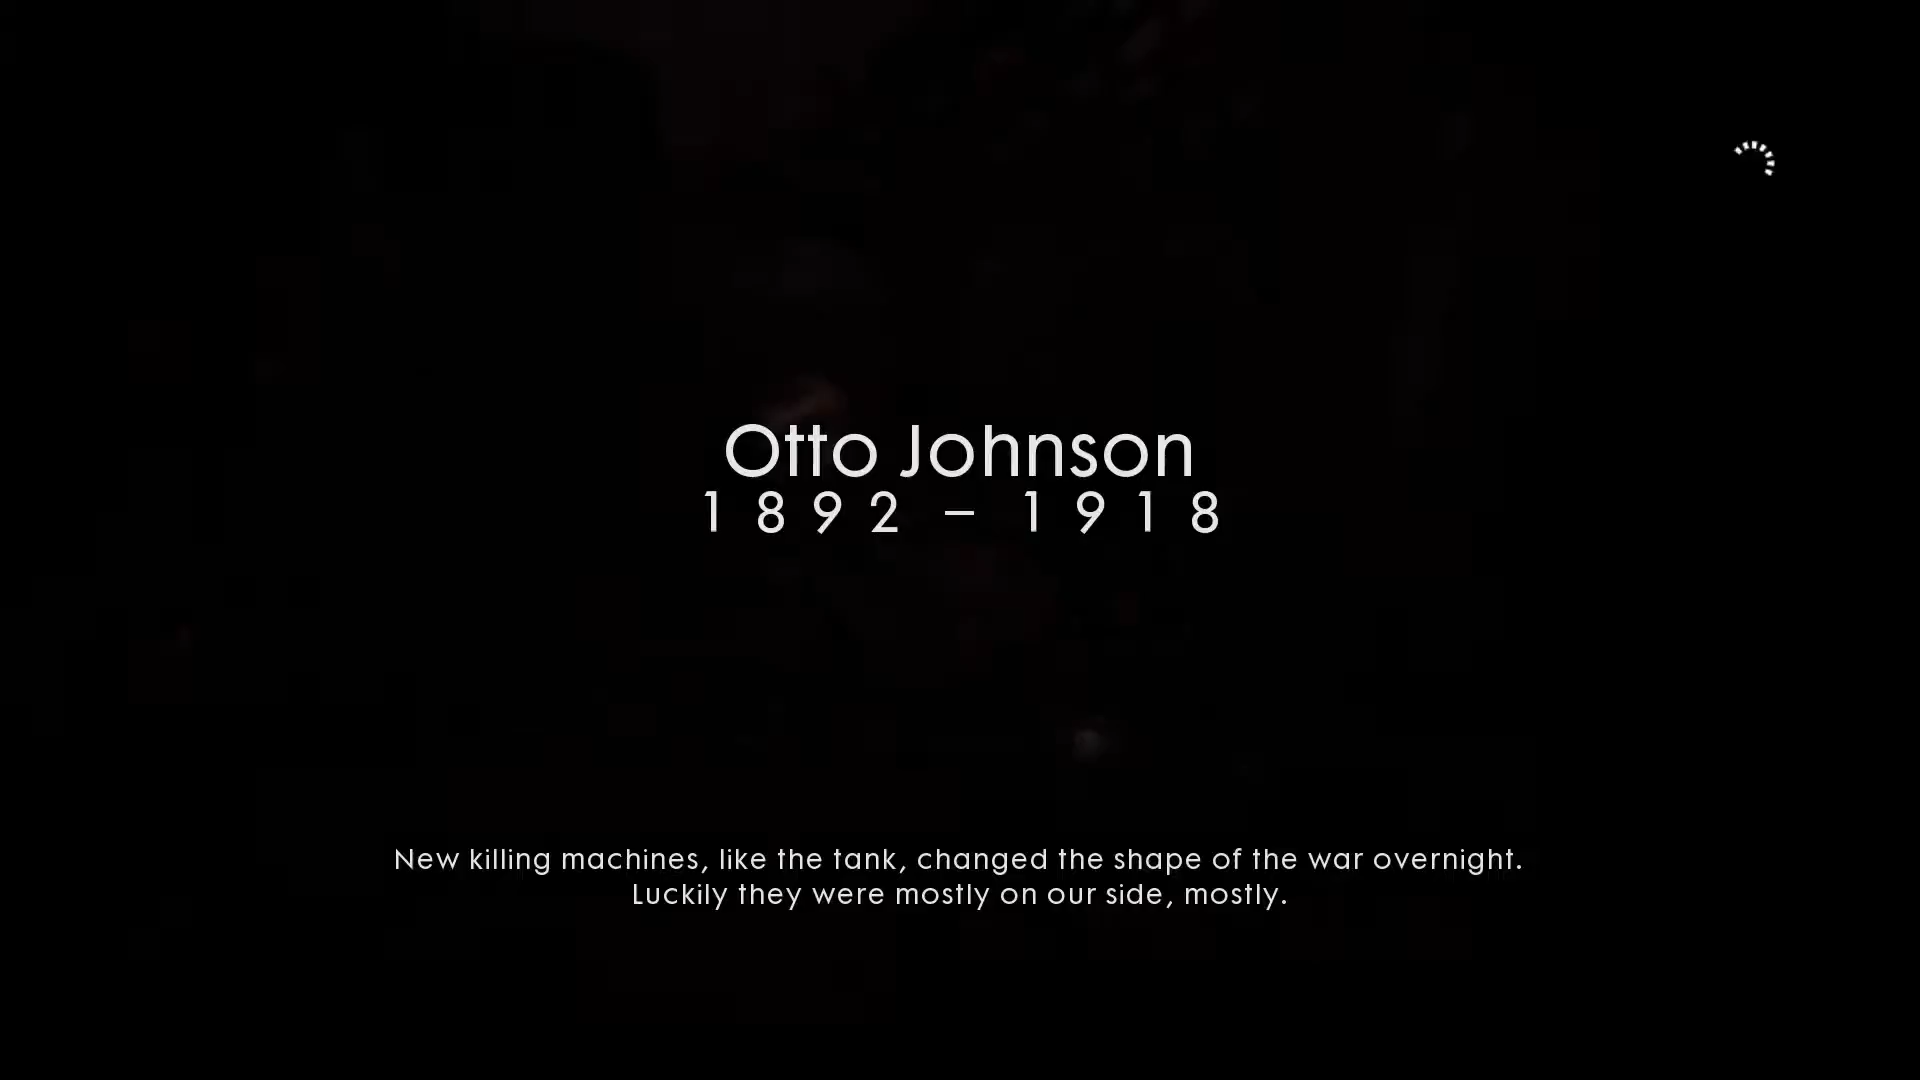 Otto Johnson
1892 – 1918
New killing machines, like the tank, changed the shape of the war overnight.
Luckily they were mostly on our side, mostly.